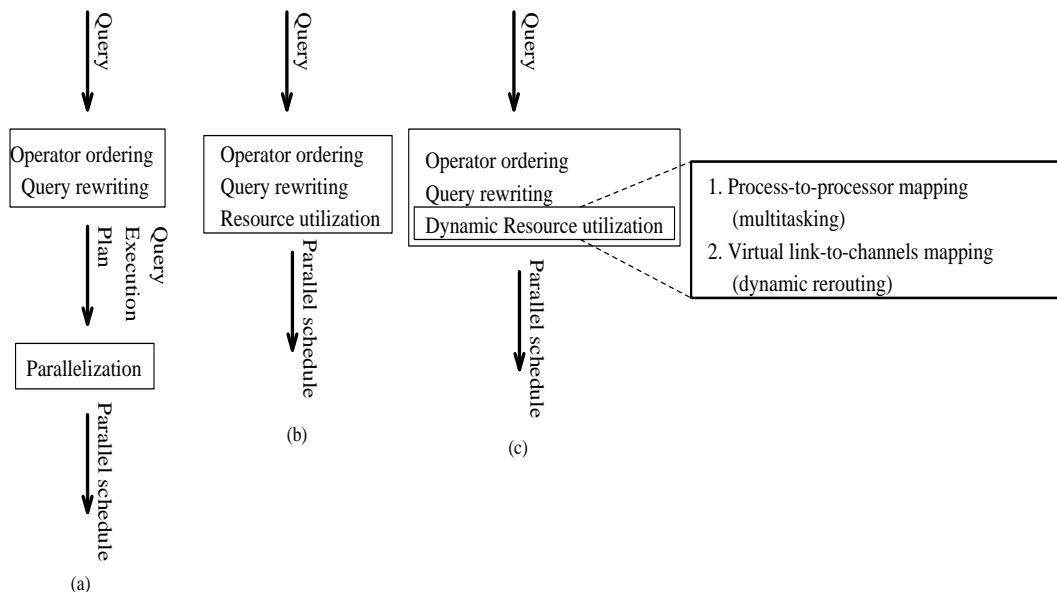 Query
Operator ordering
Query rewriting
Query
Execution
Plan
Parallelization
Parallel schedule
(a)
Query
Operator ordering
Query rewriting
Resource utilization
Parallel schedule
(b)
Query
Operator ordering
Query rewriting
Dynamic Resource utilization
Parallel schedule
(c)
1. Process-to-processor mapping
(multitasking)
2. Virtual link-to-channels mapping
(dynamic rerouting)